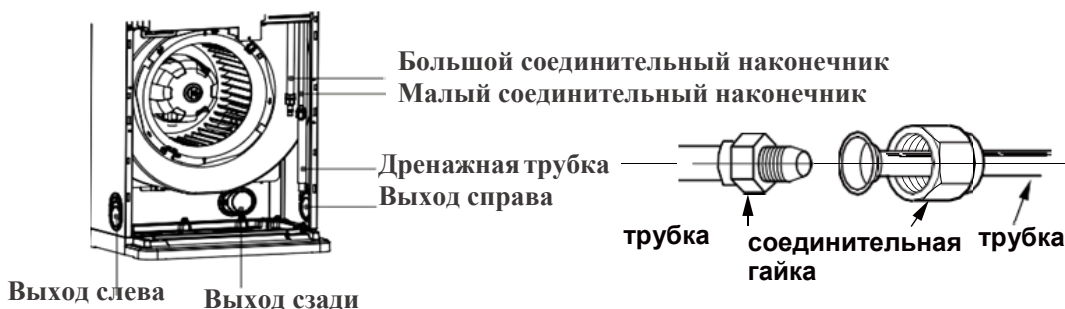 Большой соединительный наконечник
Малый соединительный наконечник
Дренажная трубка
Выход справа
Выход слева
Выход сзади
трубка
соединительная
гайка
трубка